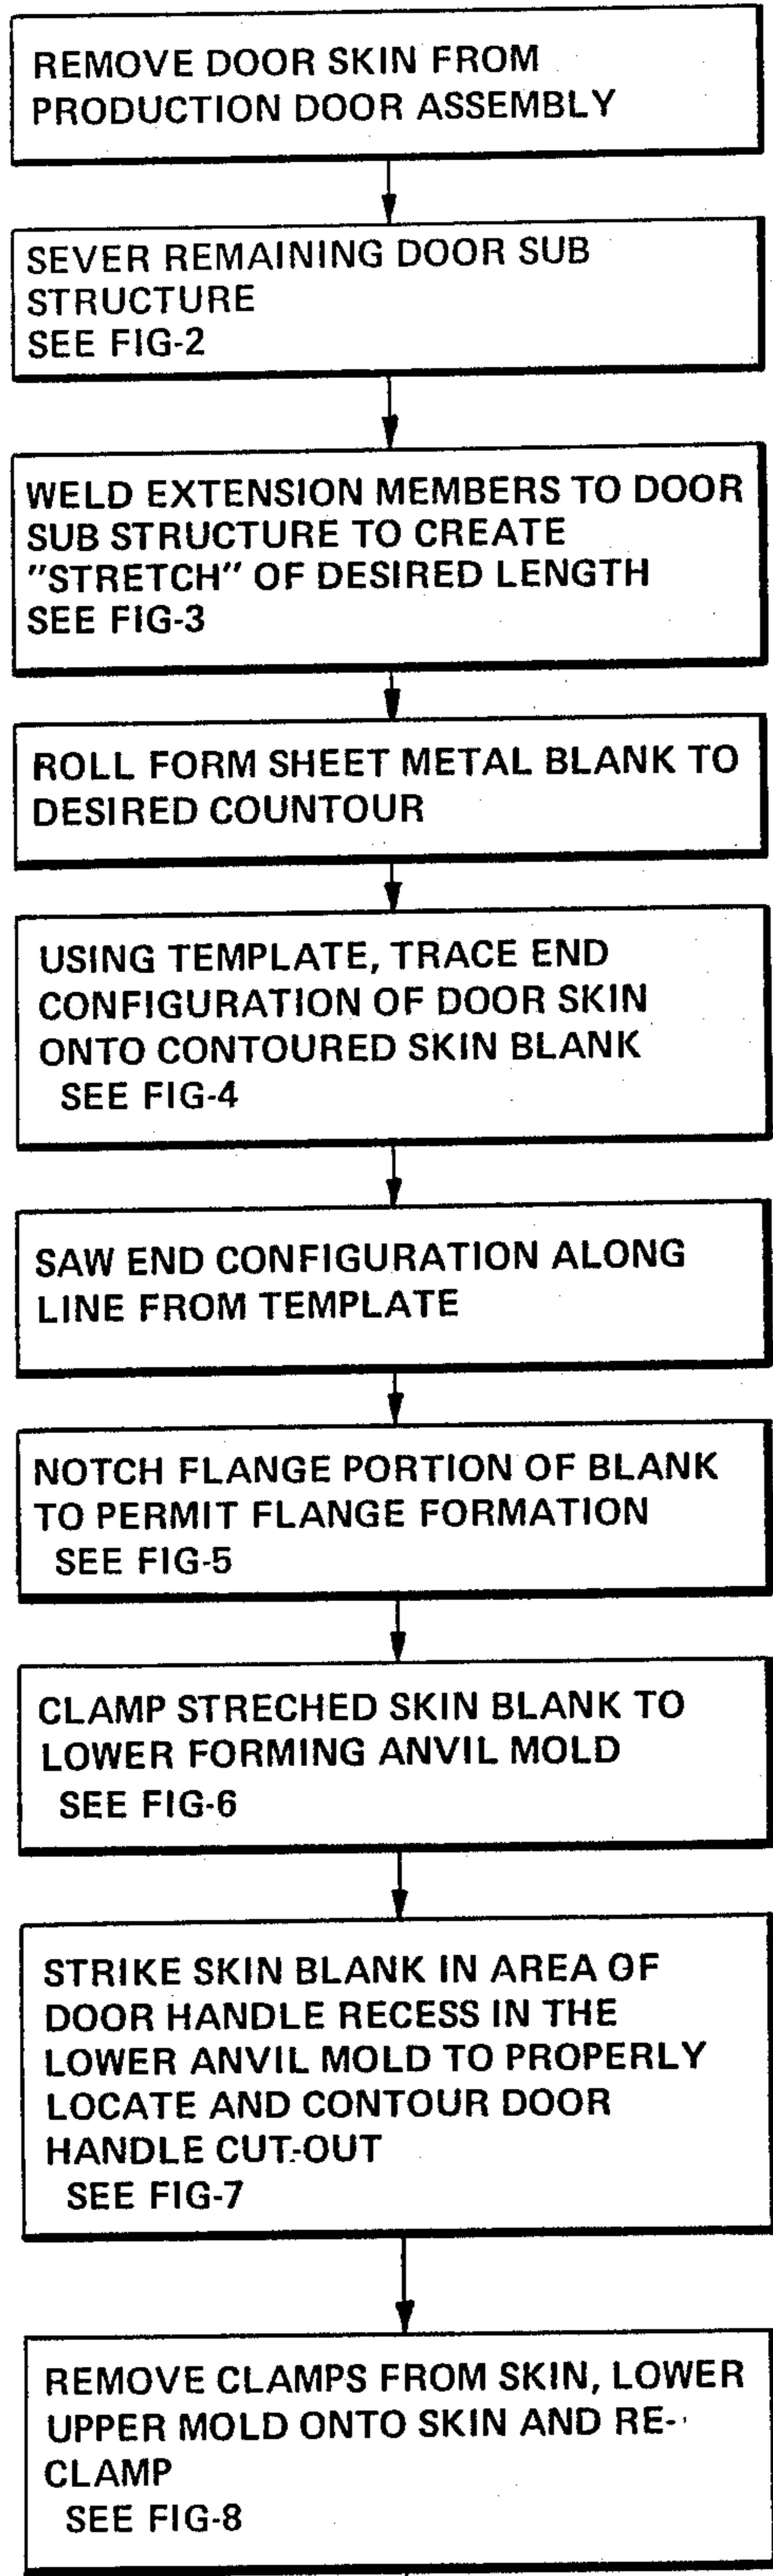 REMOVE DOOR SKIN FROM
PRODUCTION DOOR ASSEMBLY
SEVER REMAINING DOOR SUB
STRUCTURE
SEE FIG-2
WELD EXTENSION MEMBERS TO DOOR
SUB STRUCTURE TO CREATE
"STRETCH" OF DESIRED LENGTH
SEE FIG-3
ROLL FORM SHEET METAL BLANK TO
DESIRED COUNTOUR
USING TEMPLATE, TRACE END
CONFIGURATION OF DOOR SKIN
ONTO CONTOURED SKIN BLANK
SEE FIG-4
SAW END CONFIGURATION ALONG
LINE FROM TEMPLATE
NOTCH FLANGE PORTION OF BLANK
TO PERMIT FLANGE FORMATION
SEE FIG-5
CLAMP STRECHED SKIN BLANK TO
LOWER FORMING ANVIL MOLD
SEE FIG-6
STRIKE SKIN BLANK IN AREA OF
DOOR HANDLE RECESS IN THE
LOWER ANVIL MOLD TO PROPERLY
LOCATE AND CONTOUR DOOR
HANDLE CUT-OUT
SEE FIG-7
REMOVE CLAMPS FROM SKIN, LOWER
UPPER MOLD ONTO SKIN AND RE-
CLAMP
SEE FIG-8